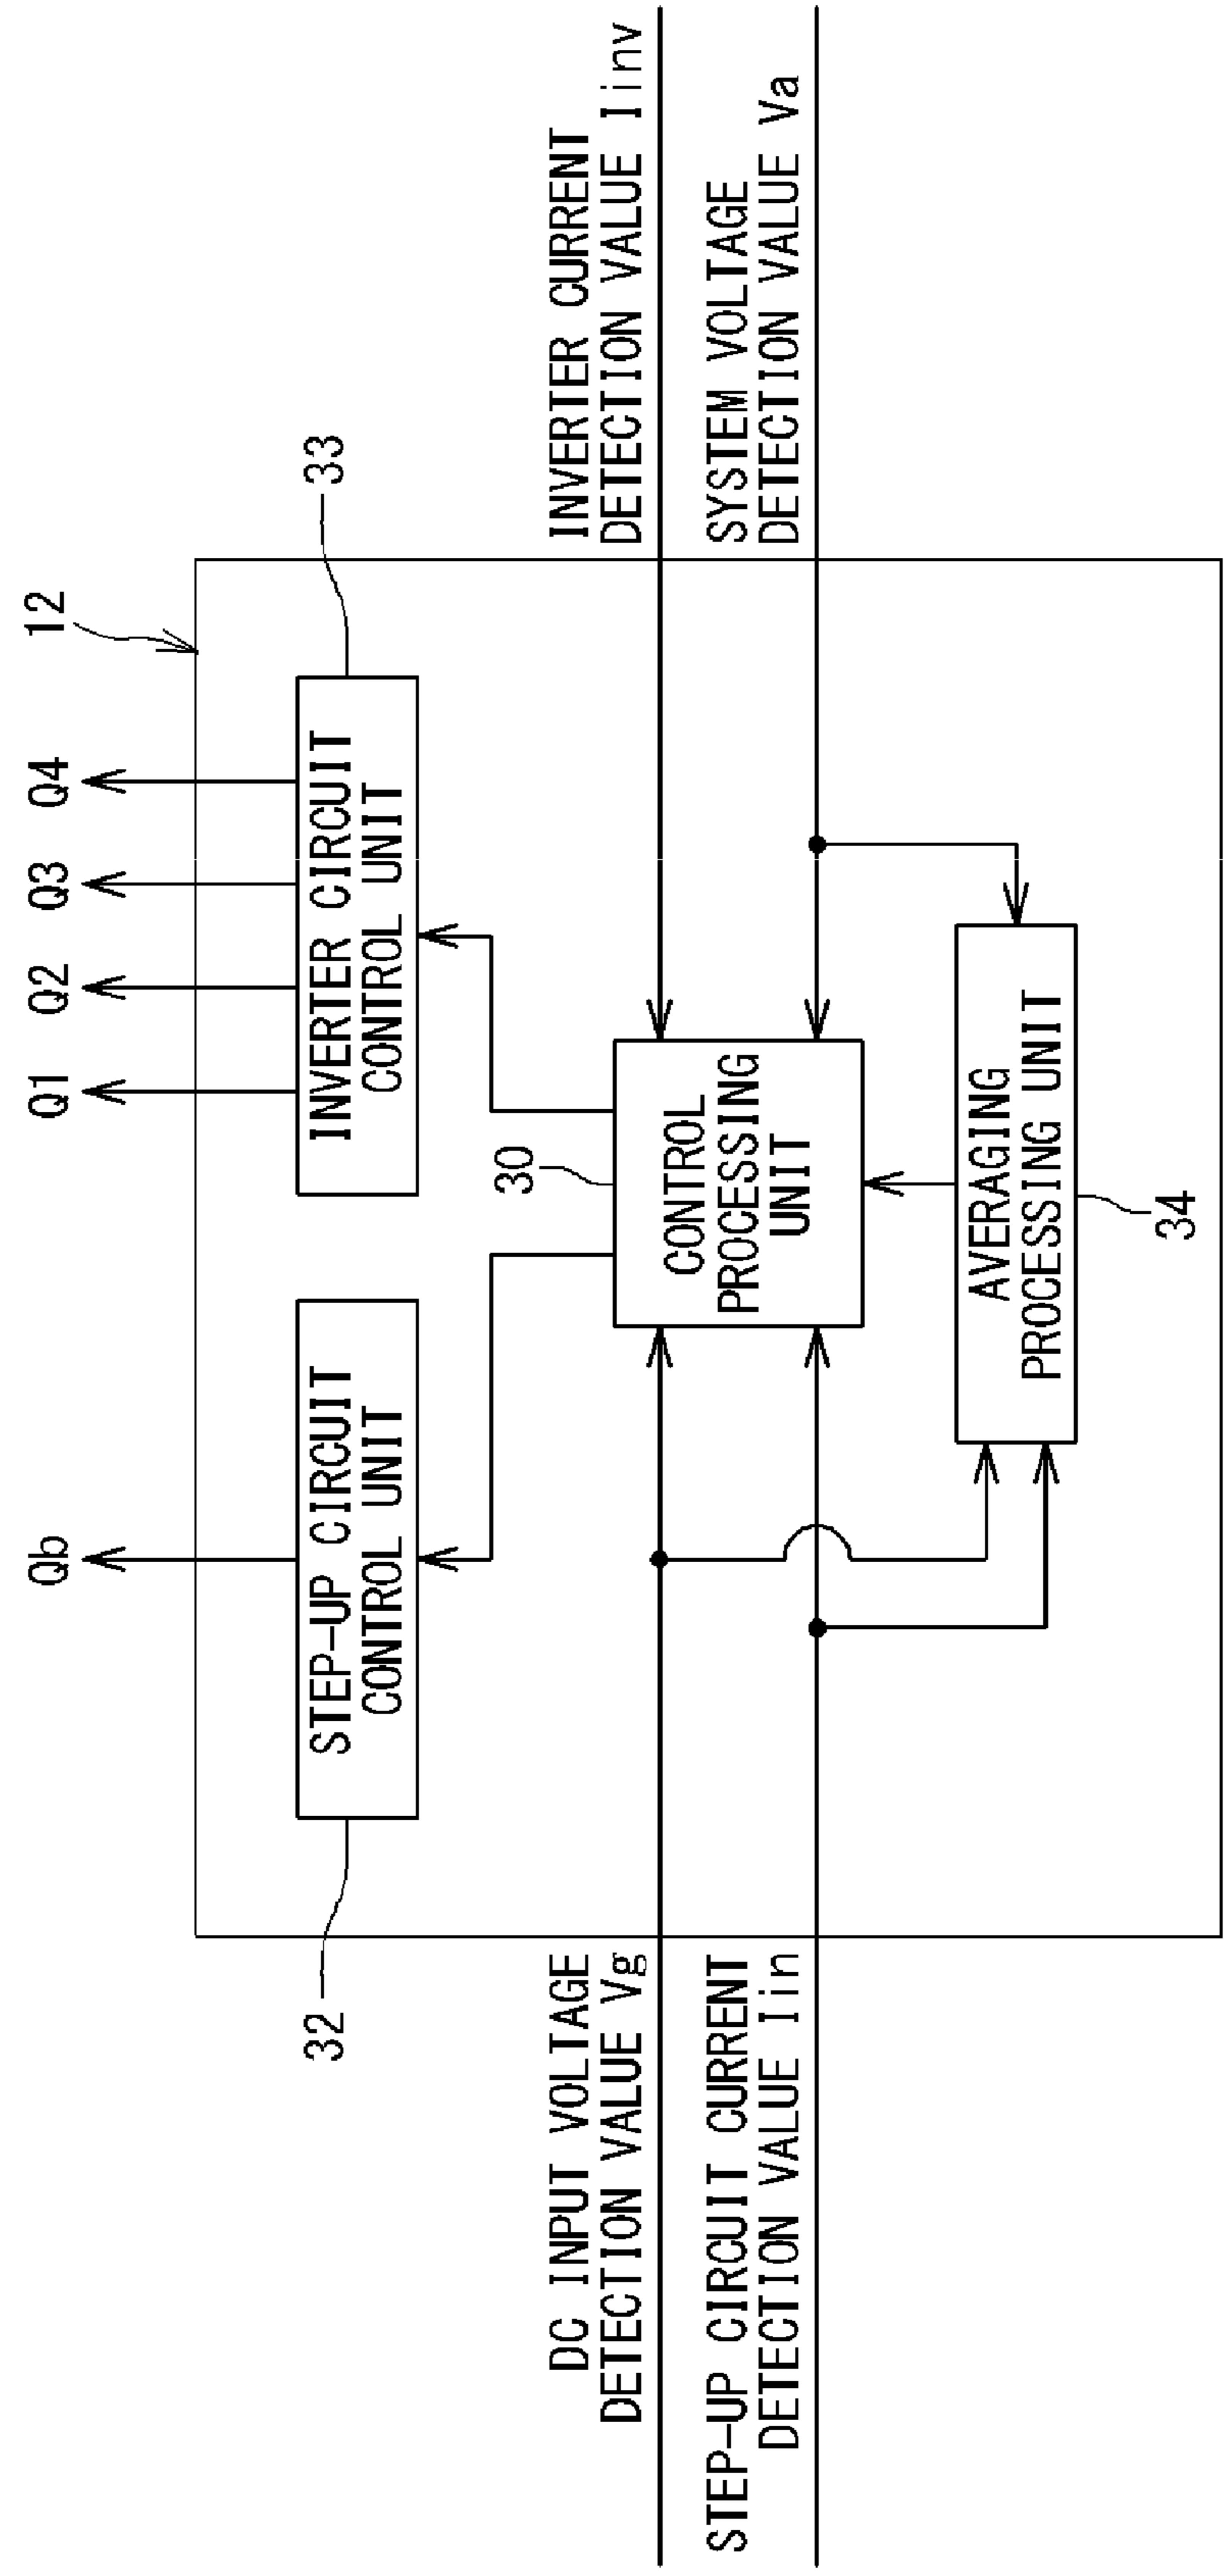 Qb
Q1
Q2
Q3
Q4
12
32
STEP-UP CIRCUIT
CONTROL UNIT
INVERTER CIRCUIT
CONTROL UNIT
33
30
DC INPUT VOLTAGE
DETECTION VALUE Vg
INVERTER CURRENT
DETECTION VALUE Iinv
CONTROL
PROCESSING
UNIT
STEP-UP CIRCUIT CURRENT
DETECTION VALUE Iin
SYSTEM VOLTAGE
DETECTION VALUE Va
AVERAGING
PROCESSING UNIT
34